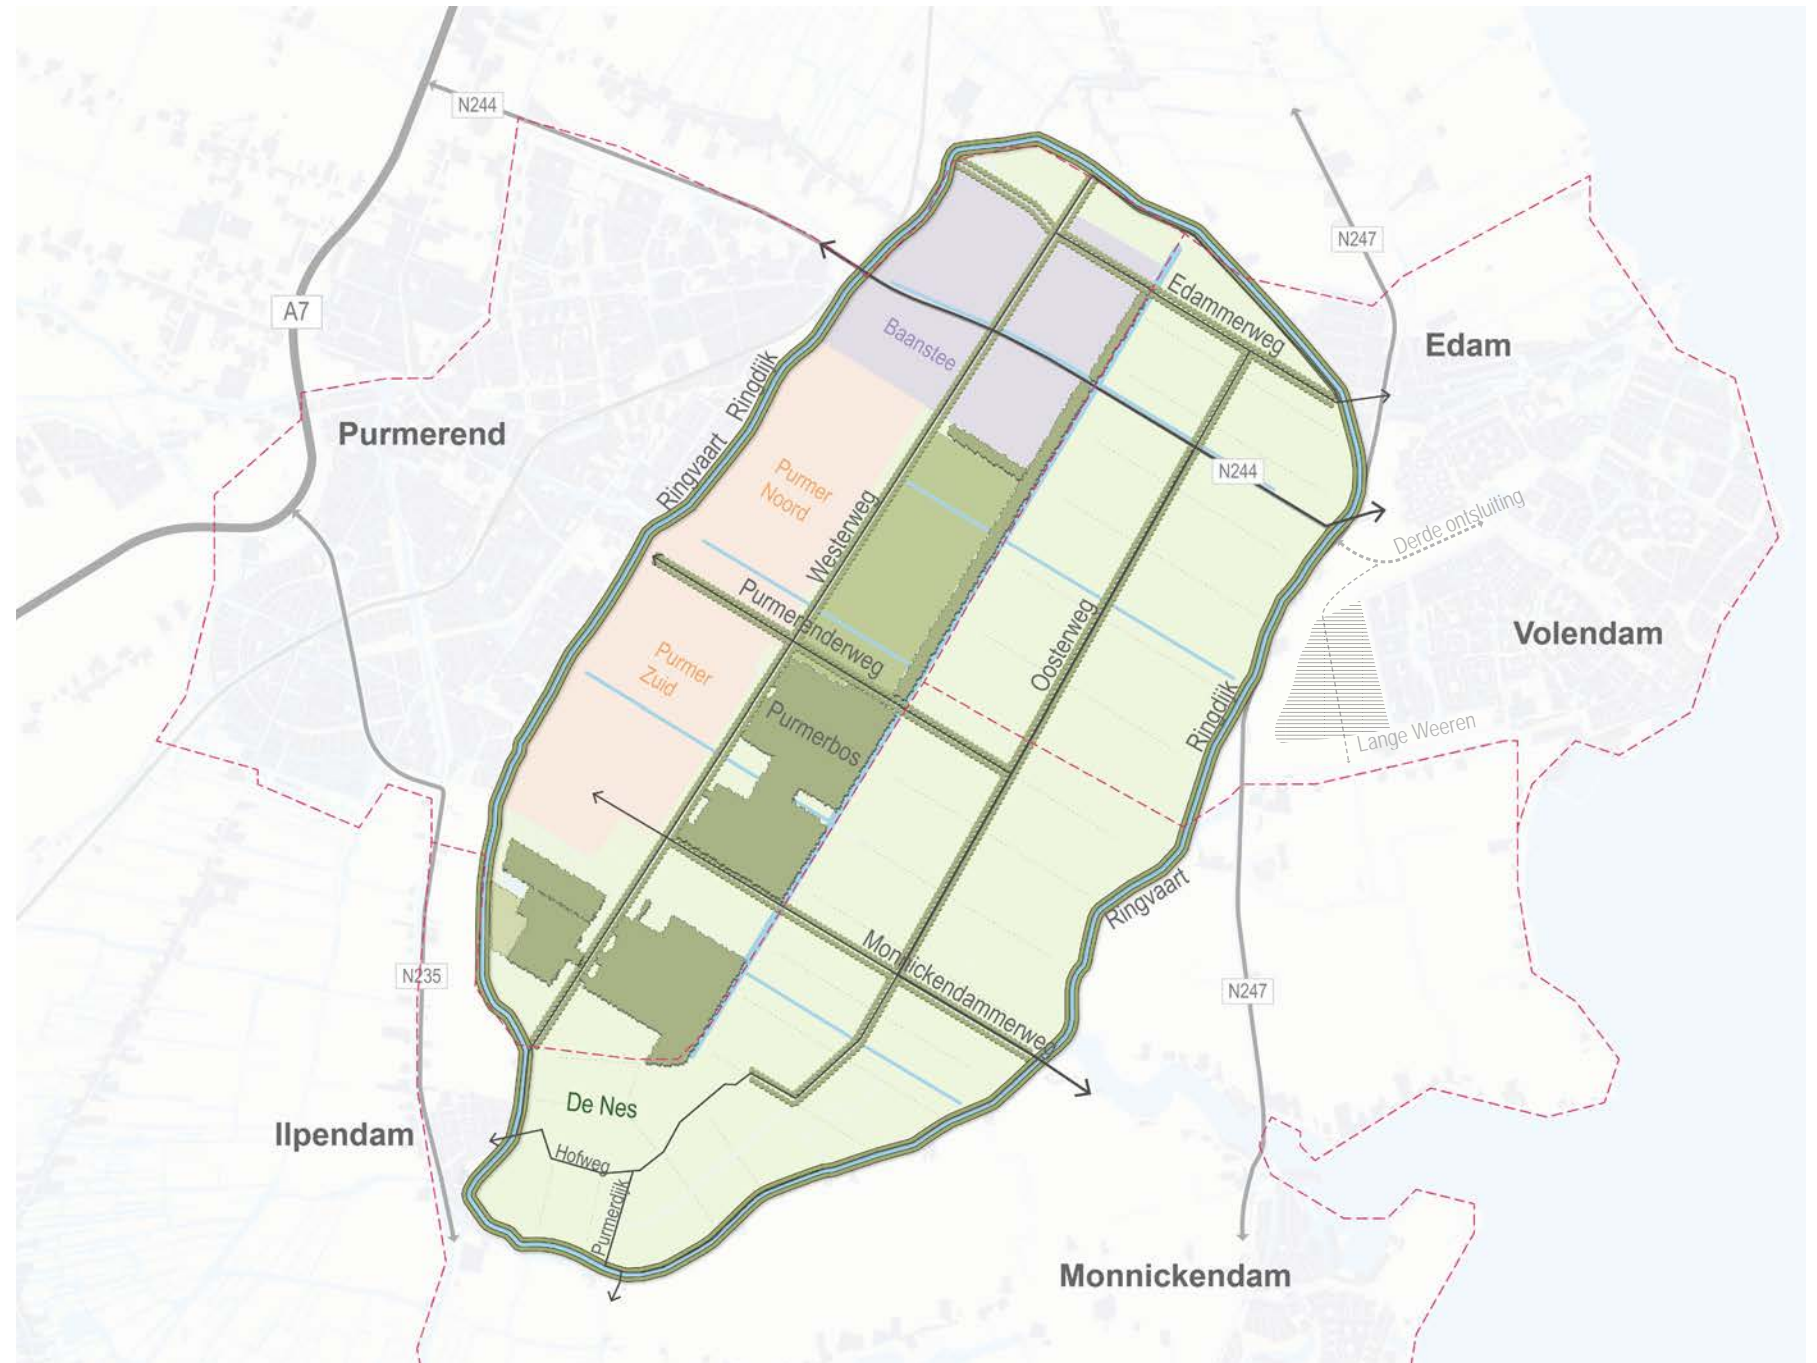 N244
N247
A7
Edammerweg
Edam
Baanstee
Ringdijk
Purmerend
Ringvaart
Purmer
Noord
N244
Westerweg
Derde ontsluiting
Purmerenderweg
Volendam
Oosterweg
Purmer
Zuid
Purmerbos
Ringdijk
Lange Weeren
Ringvaart
Monnickendammerweg
N235
N247
De Nes
Ilpendam
Hofweg
Purmerdijk
Monnickendam